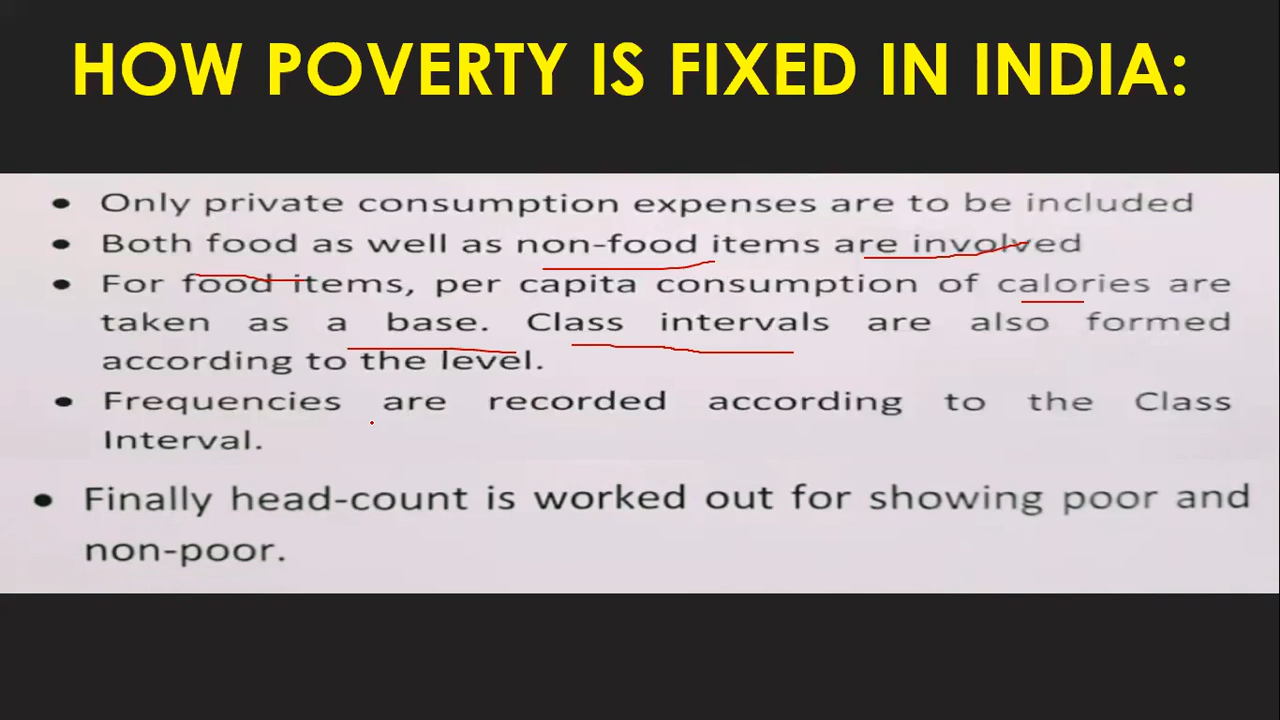 HOW POVERTY IS FIXED IN INDIA:
• Only private consumption expenses are to be included
• Both food as well as non-food items are involved
• For food items, per capita consumption of calories are
taken as a base. Class intervals are also formed
according to the level.
• Frequencies are recorded according to the Class
Interval.
• Finally head-count is worked out for showing poor and
non-poor.